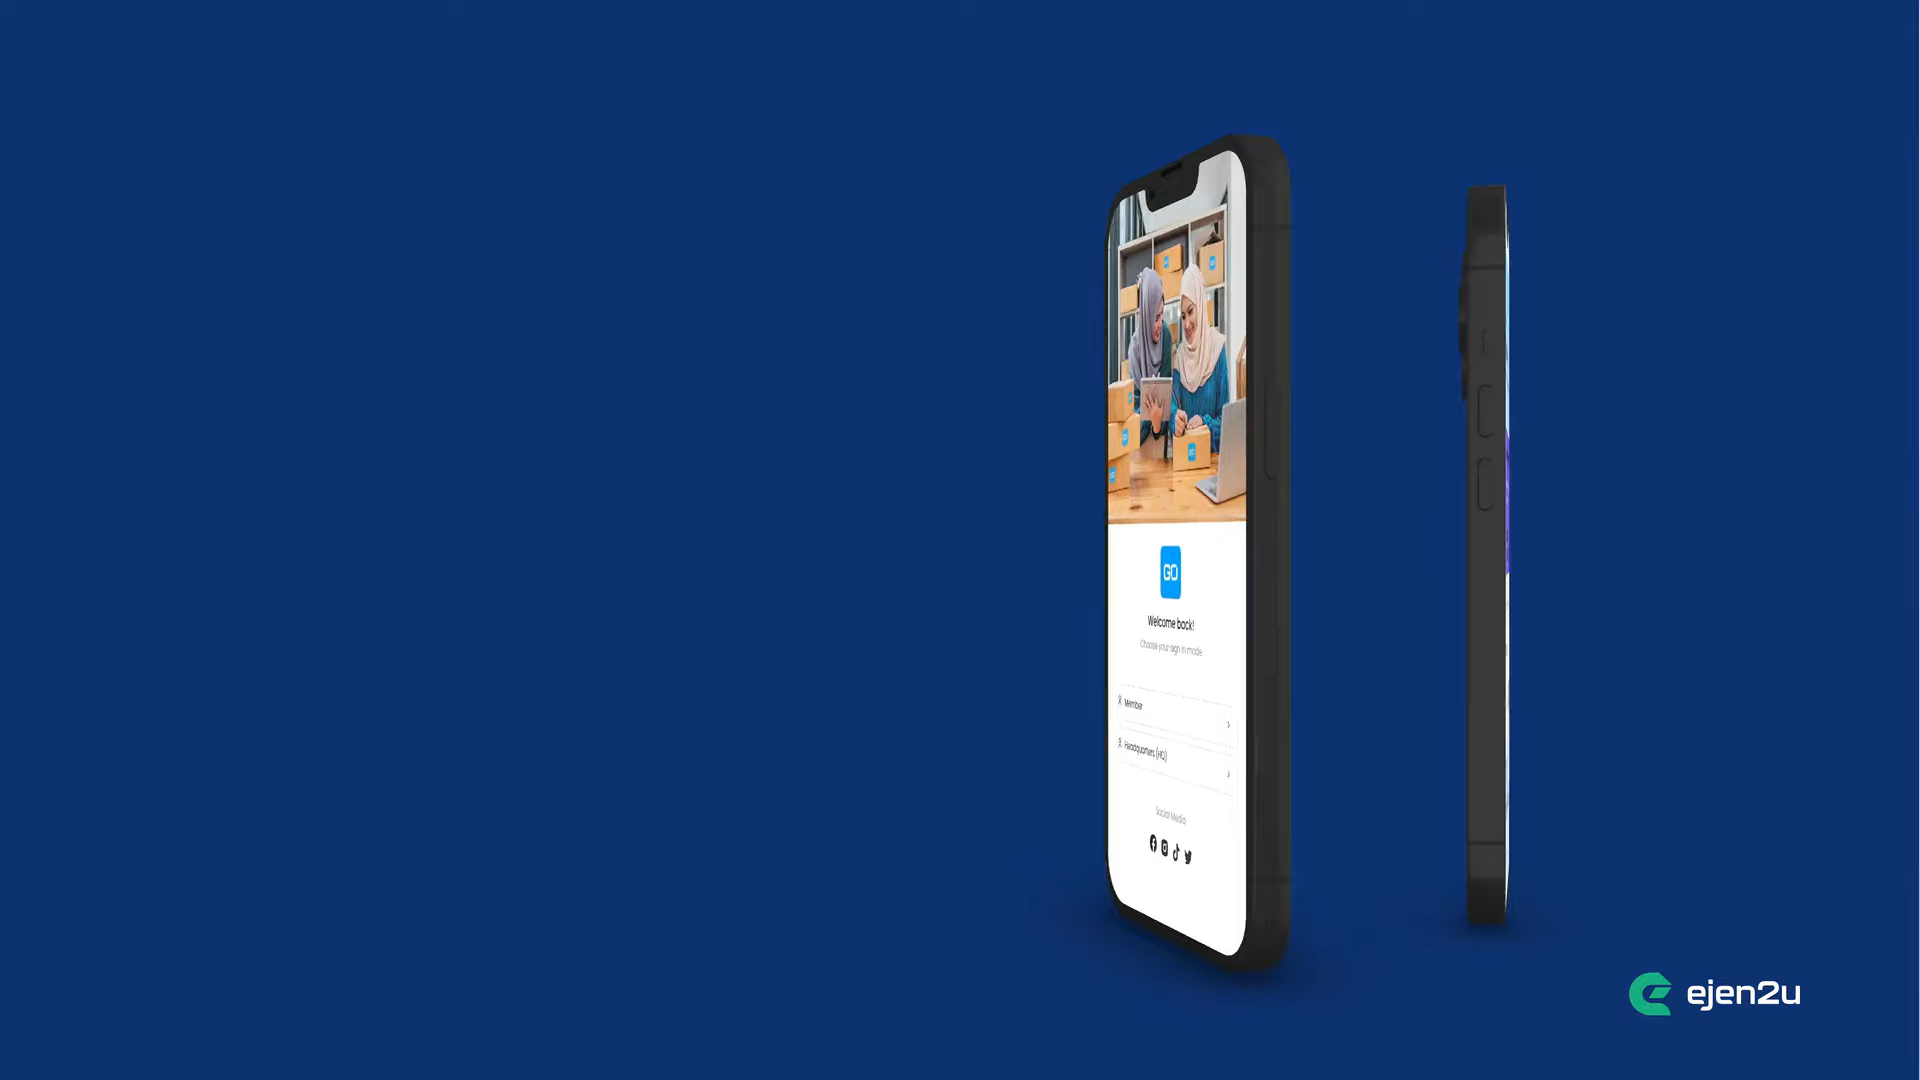 GO
Welcome back!
Choose your sign in mode
Member
Headquarters (HQ)
Social Media
ejen2u